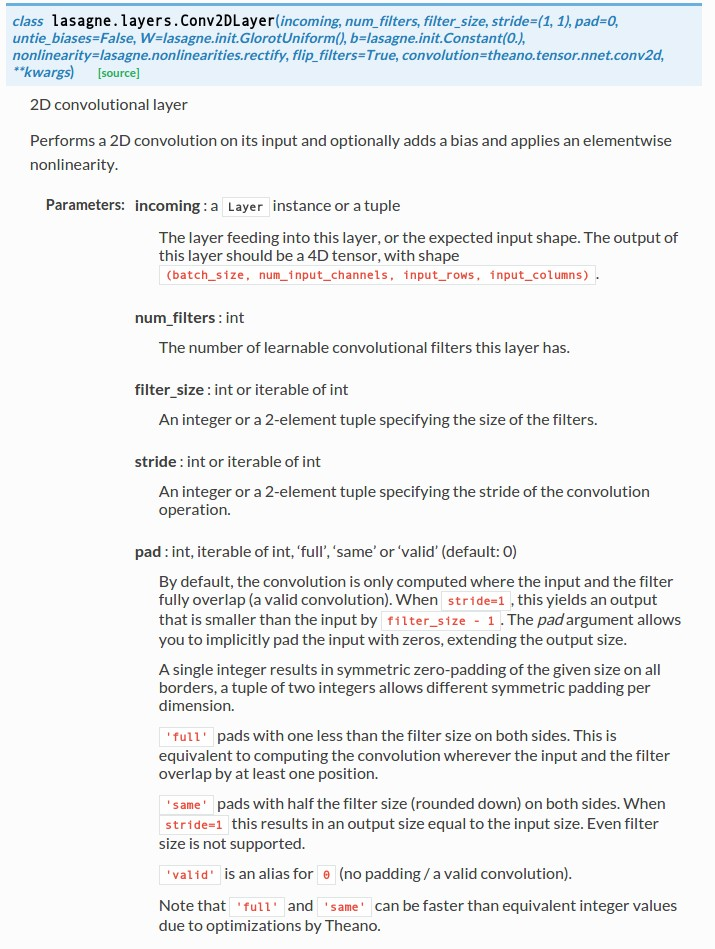 class lasagne.layers.Conv2DLayer(incoming, num_filters, filter_size, stride=(1, 1), pad=0,
untie_biases=False, W=lasagne.init.GlorotUniform(), b=lasagne.init.Constant(0.),
nonlinearity=lasagne.nonlinearities.rectify, flip_filters=True, convolution=theano.tensor.nnet.conv2d,
**kwargs) [source]
2D convolutional layer
Performs a 2D convolution on its input and optionally adds a bias and applies an elementwise
nonlinearity.
Parameters: incoming : a Layer instance or a tuple
The layer feeding into this layer, or the expected input shape. The output of
this layer should be a 4D tensor, with shape
(batch_size, num_input_channels, input_rows, input_columns) .
num_filters : int
The number of learnable convolutional filters this layer has.
filter_size : int or iterable of int
An integer or a 2-element tuple specifying the size of the filters.
stride : int or iterable of int
An integer or a 2-element tuple specifying the stride of the convolution
operation.
pad : int, iterable of int, ‘full’, ‘same’ or ‘valid’ (default: 0)
By default, the convolution is only computed where the input and the filter
fully overlap (a valid convolution). When stride=1 , this yields an output
that is smaller than the input by filter_size - 1 . The pad argument allows
you to implicitly pad the input with zeros, extending the output size.
A single integer results in symmetric zero-padding of the given size on all
borders, a tuple of two integers allows different symmetric padding per
dimension.
'full' pads with one less than the filter size on both sides. This is
equivalent to computing the convolution wherever the input and the filter
overlap by at least one position.
'same' pads with half the filter size (rounded down) on both sides. When
stride=1 this results in an output size equal to the input size. Even filter
size is not supported.
'valid' is an alias for 0 (no padding / a valid convolution).
Note that 'full' and 'same' can be faster than equivalent integer values
due to optimizations by Theano.